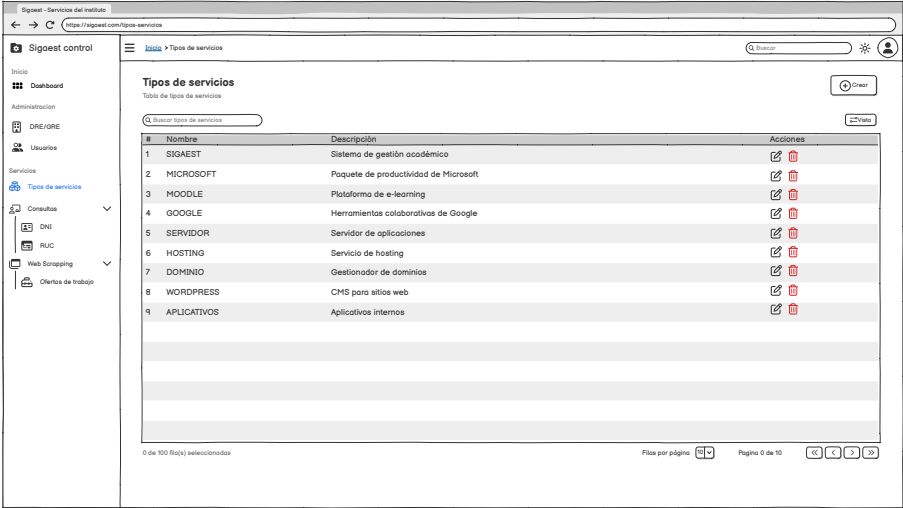 Sigaest - Servicios del instituto
https://sigaest.com/tipos-servicios
Sigaest control
Inicio > Tipos de servicios
Buscar
Inicio
Dashboard
Administracion
DRE/GRE
Usuarios
Servicios
Tipos de servicios
Consultas
DNI
RUC
Web Scrapping
Ofertas de trabajo
Tipos de servicios
Tabla de tipos de servicios
Crear
Buscar tipos de servicios
Vista
# Nombre Descripción Acciones
1 SIGAEST Sistema de gestión académico
2 MICROSOFT Paquete de productividad de Microsoft
3 MOODLE Plataforma de e-learning
4 GOOGLE Herramientas colaborativas de Google
5 SERVIDOR Servidor de aplicaciones
6 HOSTING Servicio de hosting
7 DOMINIO Gestionador de dominios
8 WORDPRESS CMS para sitios web
9 APLICATIVOS Aplicativos internos
0 de 100 fila(s) seleccionadas
Filas por página 10
Pagina 0 de 10